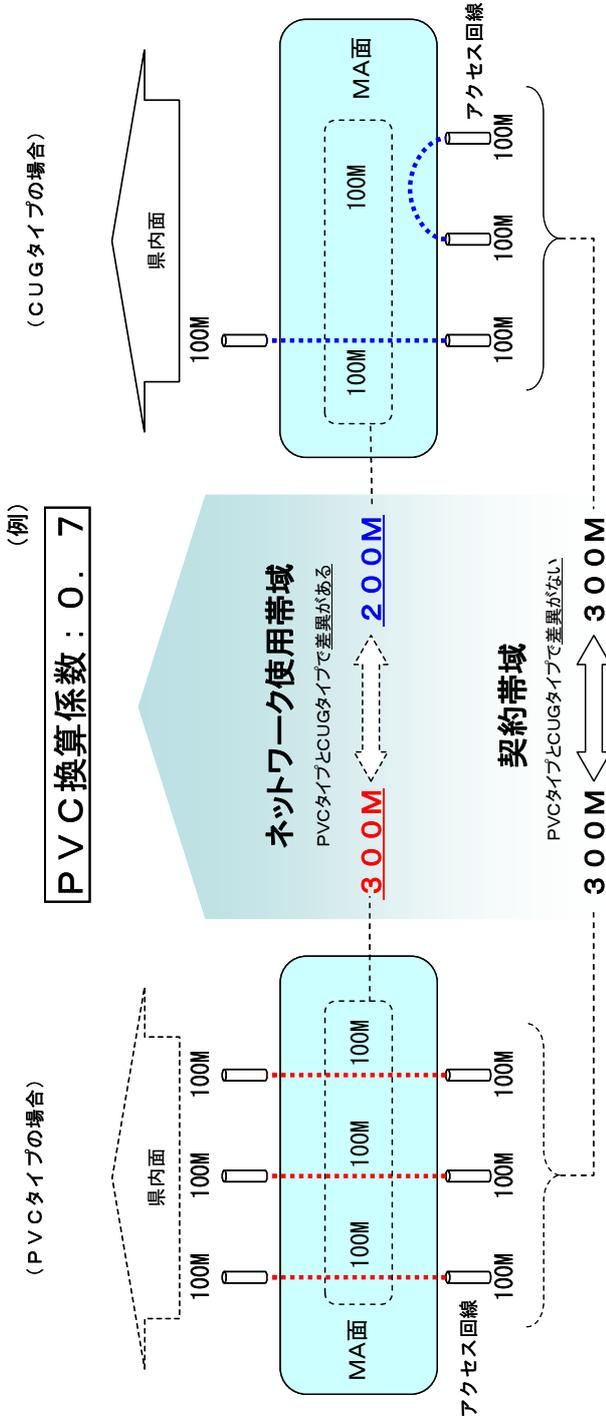 (例)
PVC換算係数：0．7
(PVCタイプの場合)
県内面
100M
100M
100M
MA面
100M
100M
100M
100M
100M
100M
アクセス回線
ネットワーク使用帯域
PVCタイプとCUGタイプで差異がある
300M
200M
契約帯域
PVCタイプとCUGタイプで差異がない
300M
300M
(CUGタイプの場合)
県内面
100M
MA面
100M
100M
100M
100M
100M
アクセス回線